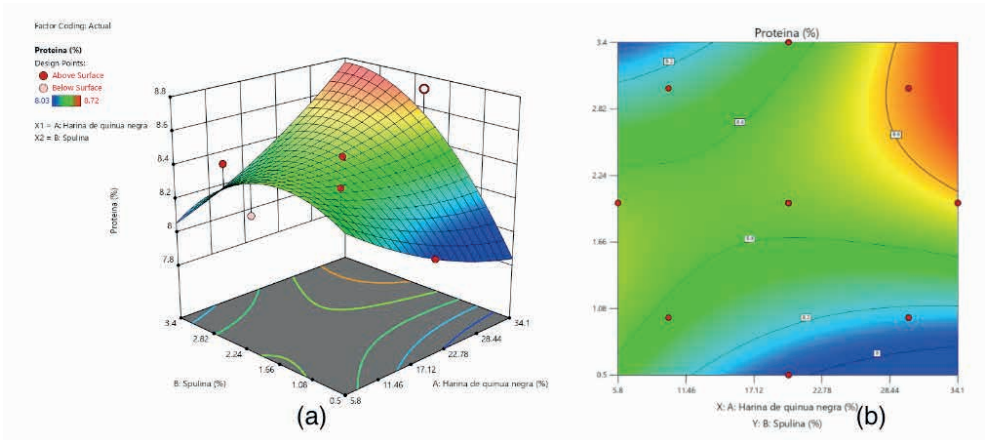 Factor Coding: Actual
Proteina (%)
Design Points:
Above Surface
Below Surface
8.03 8.72
X1 = A: Harina de quinua negra
X2 = B: Spulina
Proteina (%)
8.8
8.6
8.4
8.2
8
7.8
3.4
2.82
2.24
1.66
1.08
0.5
5.8
11.46
17.12
22.78
28.44
34.1
B: Spulina (%)
A: Harina de quinua negra (%)
(a)
Proteina (%)
3.4
2.82
2.24
1.66
1.08
0.5
5.8
11.46
17.12
22.78
28.44
34.1
8.2
8
X: A: Harina de quinua negra (%)
Y: B: Spulina (%)
(b)